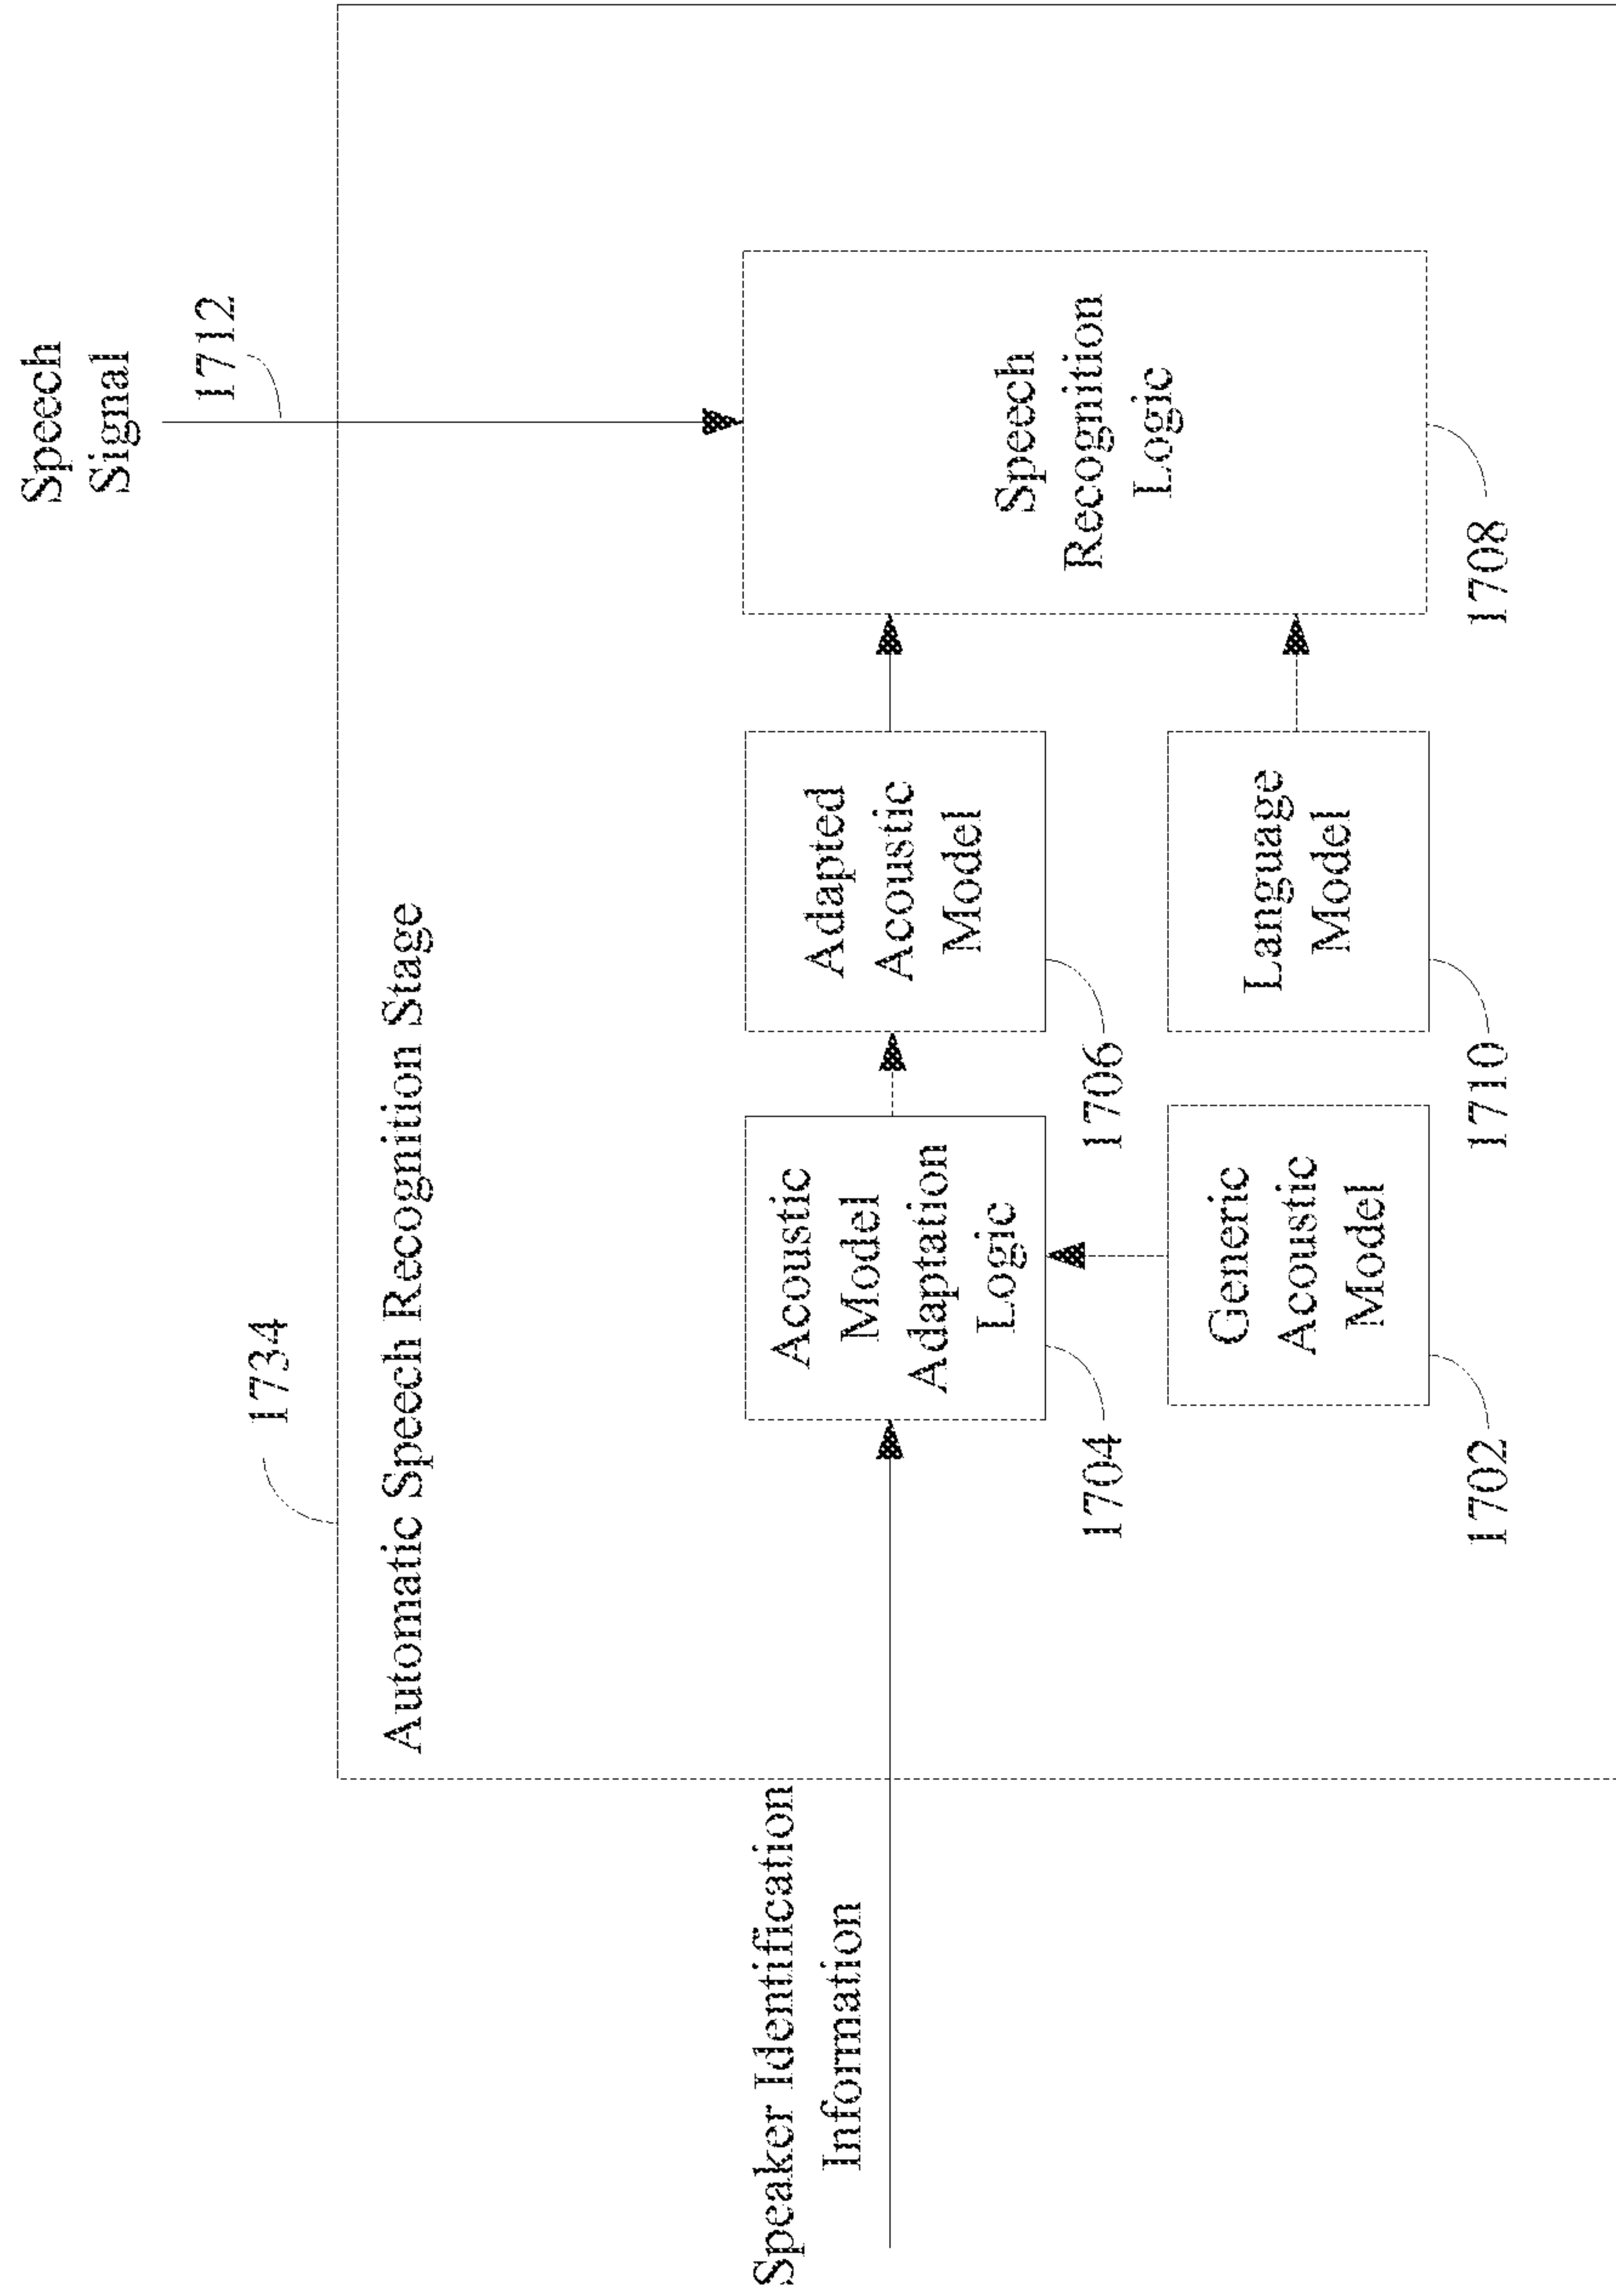 Speech
Signal
1712
1734
Automatic Speech Recognition Stage
Speaker Identification
Information
Acoustic
Model
Adaptation
Logic
1704
Adapted
Acoustic
Model
1706
Speech
Recognition
Logic
1708
Generic
Acoustic
Model
1702
Language
Model
1710